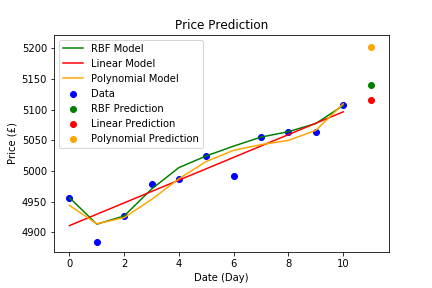 Price Prediction
5200
5150
5100
5050
5000
4950
4900
Price (£)
RBF Model
Linear Model
Polynomial Model
Data
RBF Prediction
Linear Prediction
Polynomial Prediction
0 2 4 6 8 10
Date (Day)